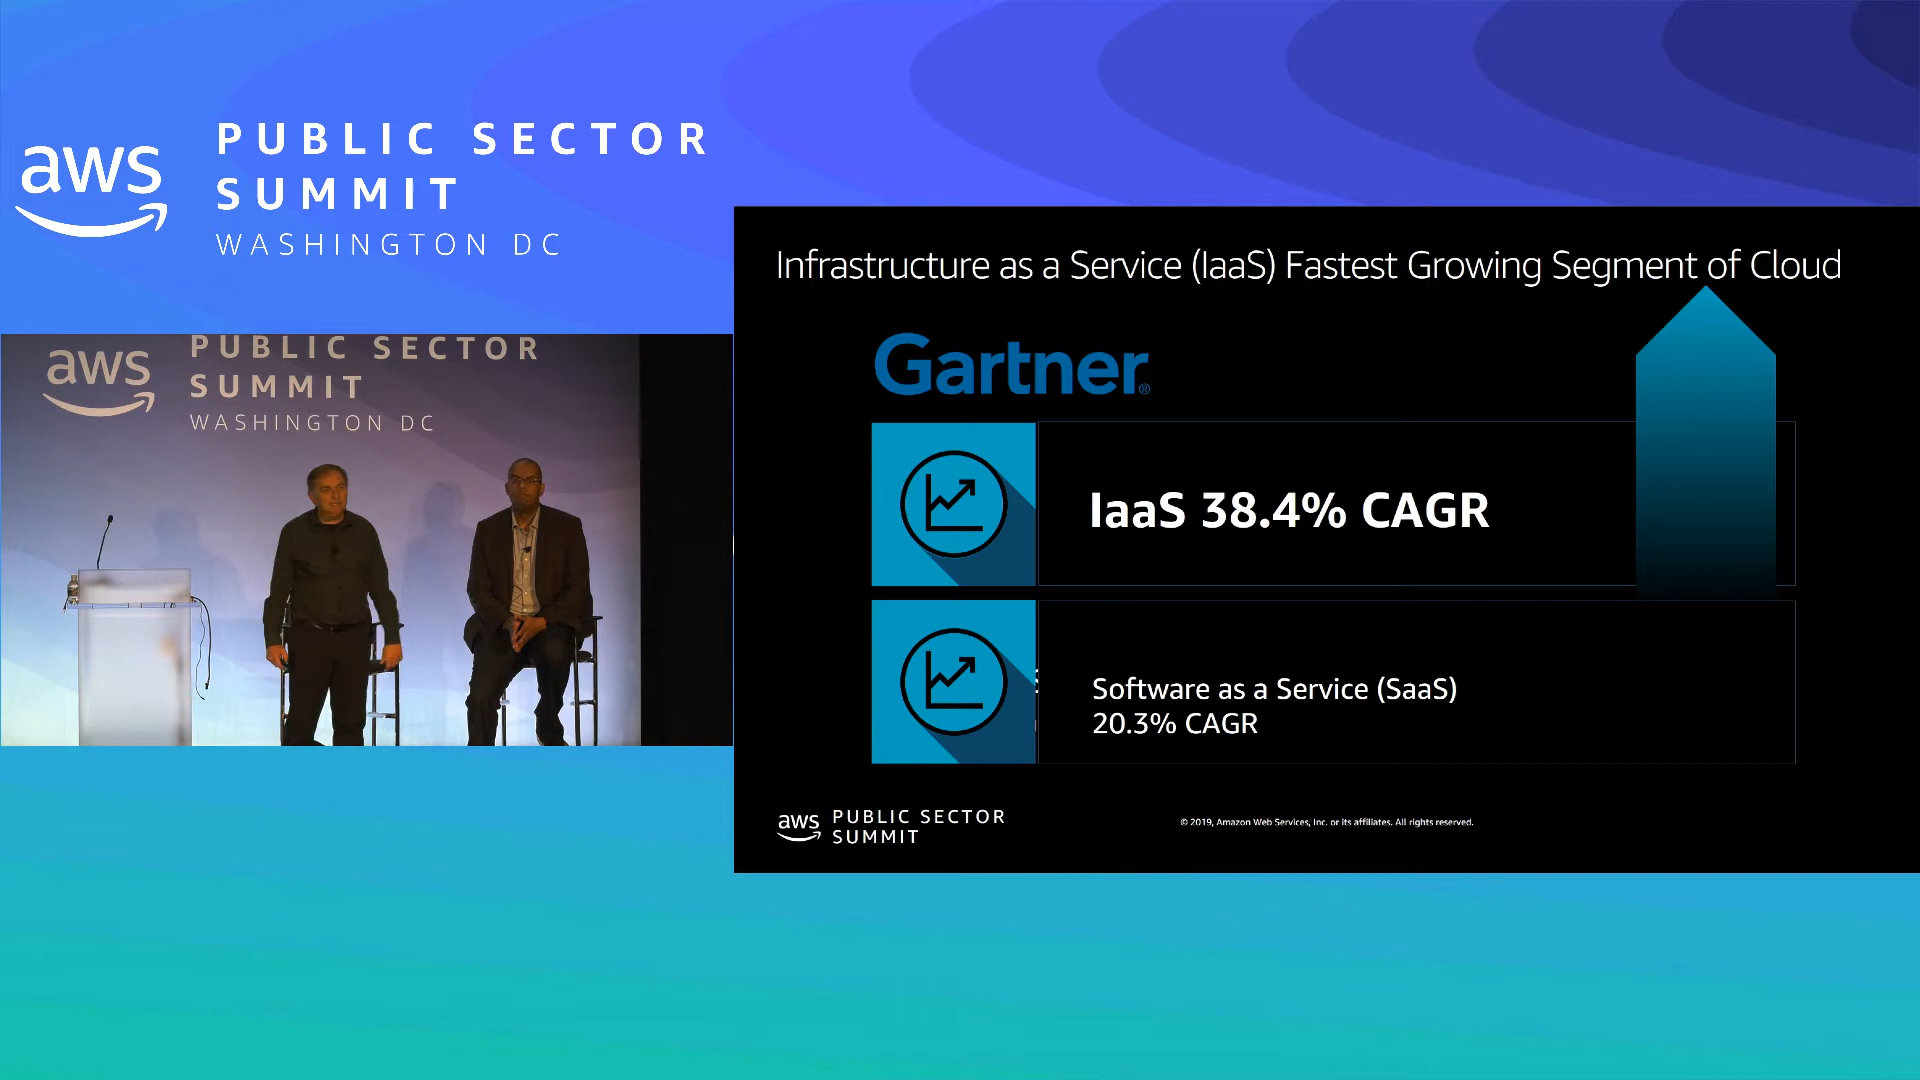 aws
PUBLIC SECTOR
SUMMIT
WASHINGTON DC
aws
PUBLIC SECTOR
SUMMIT
WASHINGTON DC
Infrastructure as a Service (IaaS) Fastest Growing Segment of Cloud
Gartner®
IaaS 38.4% CAGR
Software as a Service (SaaS)
20.3% CAGR
aws
PUBLIC SECTOR
SUMMIT
© 2019, Amazon Web Services, Inc. or its affiliates. All rights reserved.